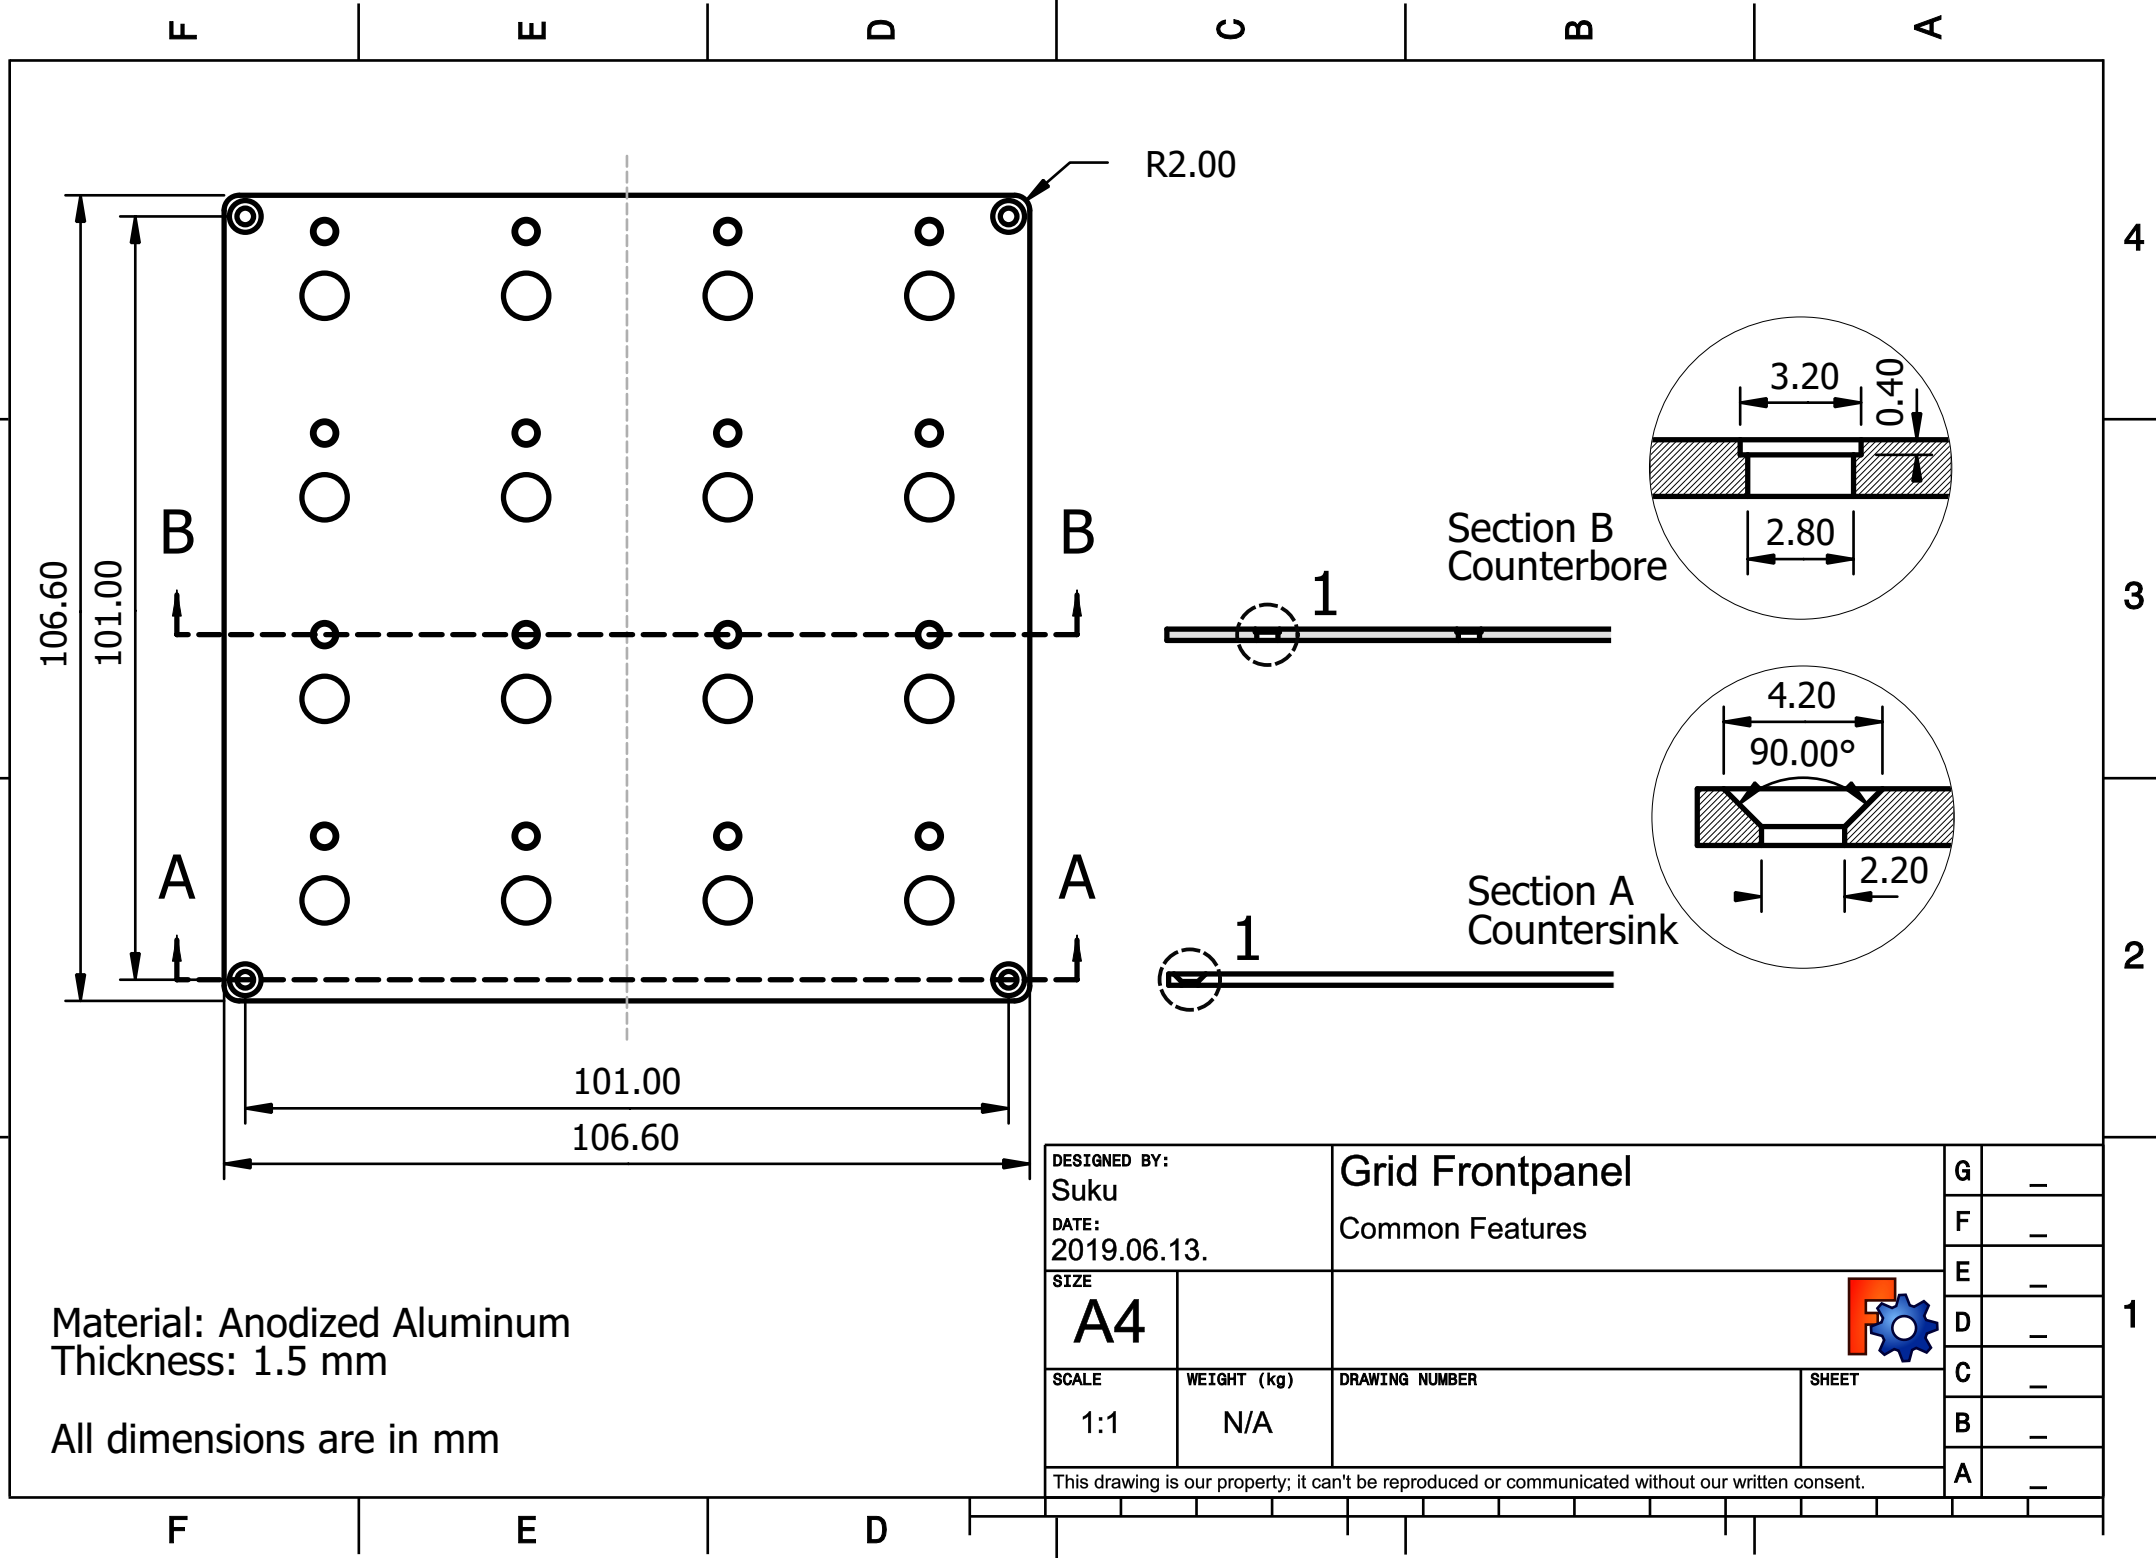 F
E
D
C
B
A
R2.00
4
3.20
0.40
106.60
101.00
B
B
Section B
Counterbore
2.80
1
3
4.20
90.00°
A
A
Section A
Countersink
2.20
1
2
101.00
106.60
Material: Anodized Aluminum
Thickness: 1.5 mm
All dimensions are in mm
DESIGNED BY:
Suku
DATE:
2019.06.13.
Grid Frontpanel
Common Features
SIZE
A4
SCALE
1:1
WEIGHT (kg)
N/A
DRAWING NUMBER
SHEET
G _
F _
E _
D _
C _
B _
A _
1
This drawing is our property; it can't be reproduced or communicated without our written consent.
F
E
D